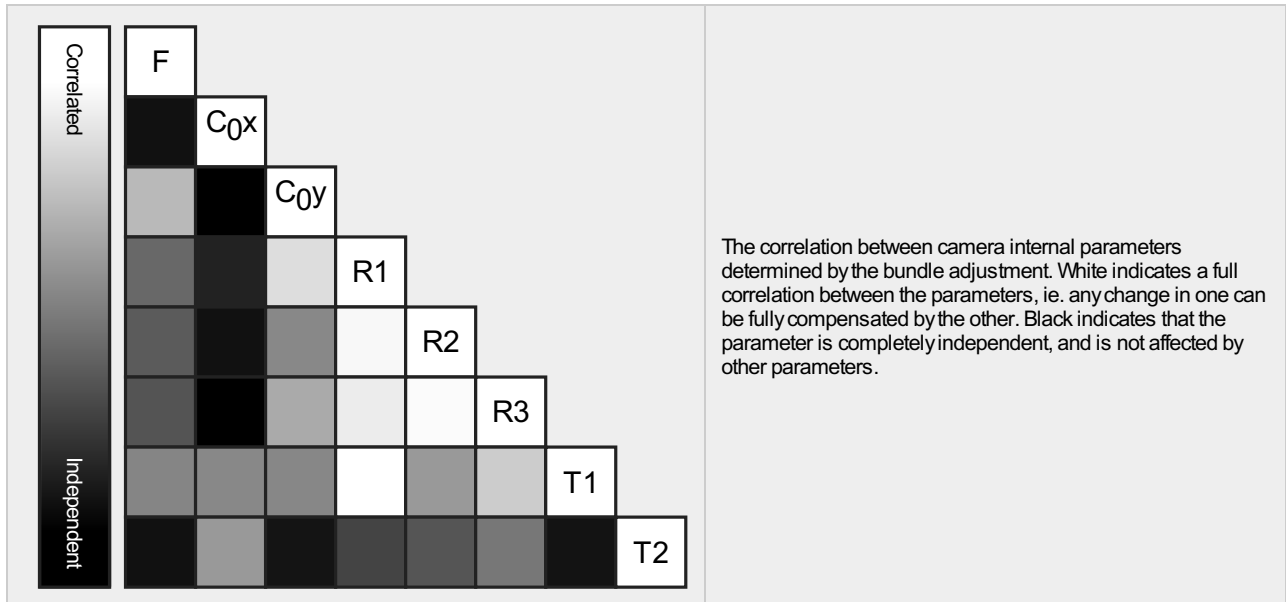 Correlated
Independent
F
C0x
C0y
R1
R2
R3
T1
T2
The correlation between camera internal parameters
determined by the bundle adjustment. White indicates a full
correlation between the parameters, ie. any change in one can
be fully compensated by the other. Black indicates that the
parameter is completely independent, and is not affected by
other parameters.